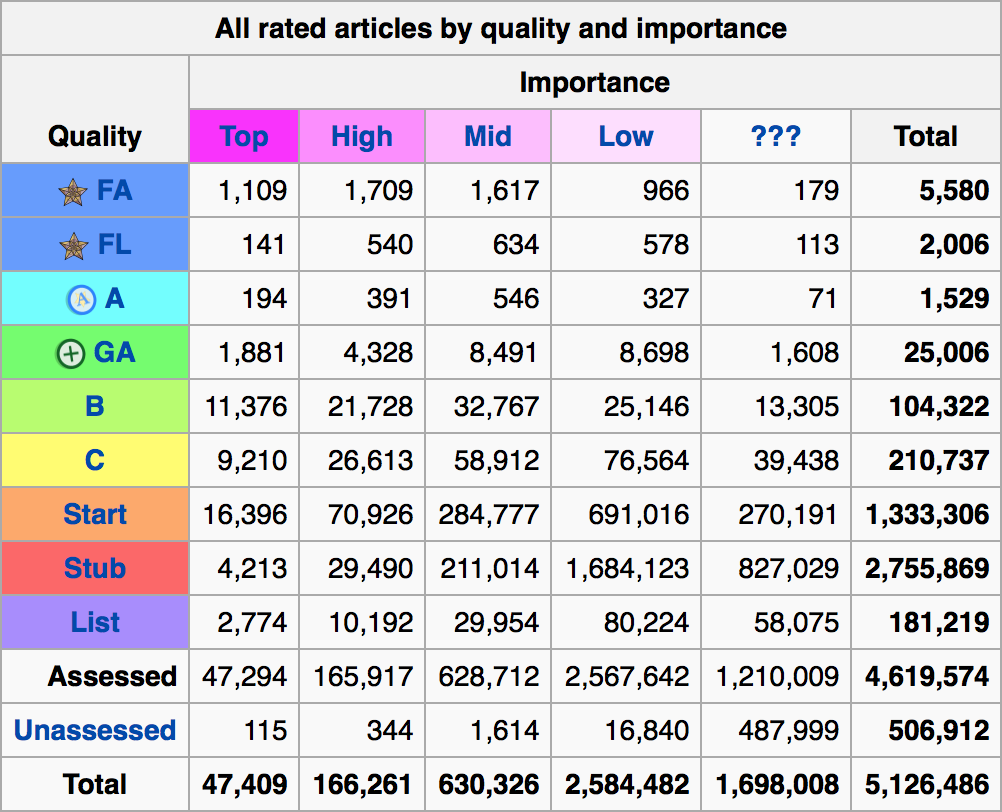 All rated articles by quality and importance
Importance
Quality Top High Mid Low ??? Total
FA 1,109 1,709 1,617 966 179 5,580
FL 141 540 634 578 113 2,006
A A 194 391 546 327 71 1,529
GA 1,881 4,328 8,491 8,698 1,608 25,006
B 11,376 21,728 32,767 25,146 13,305 104,322
C 9,210 26,613 58,912 76,564 39,438 210,737
Start 16,396 70,926 284,777 691,016 270,191 1,333,306
Stub 4,213 29,490 211,014 1,684,123 827,029 2,755,869
List 2,774 10,192 29,954 80,224 58,075 181,219
Assessed 47,294 165,917 628,712 2,567,642 1,210,009 4,619,574
Unassessed 115 344 1,614 16,840 487,999 506,912
Total 47,409 166,261 630,326 2,584,482 1,698,008 5,126,486